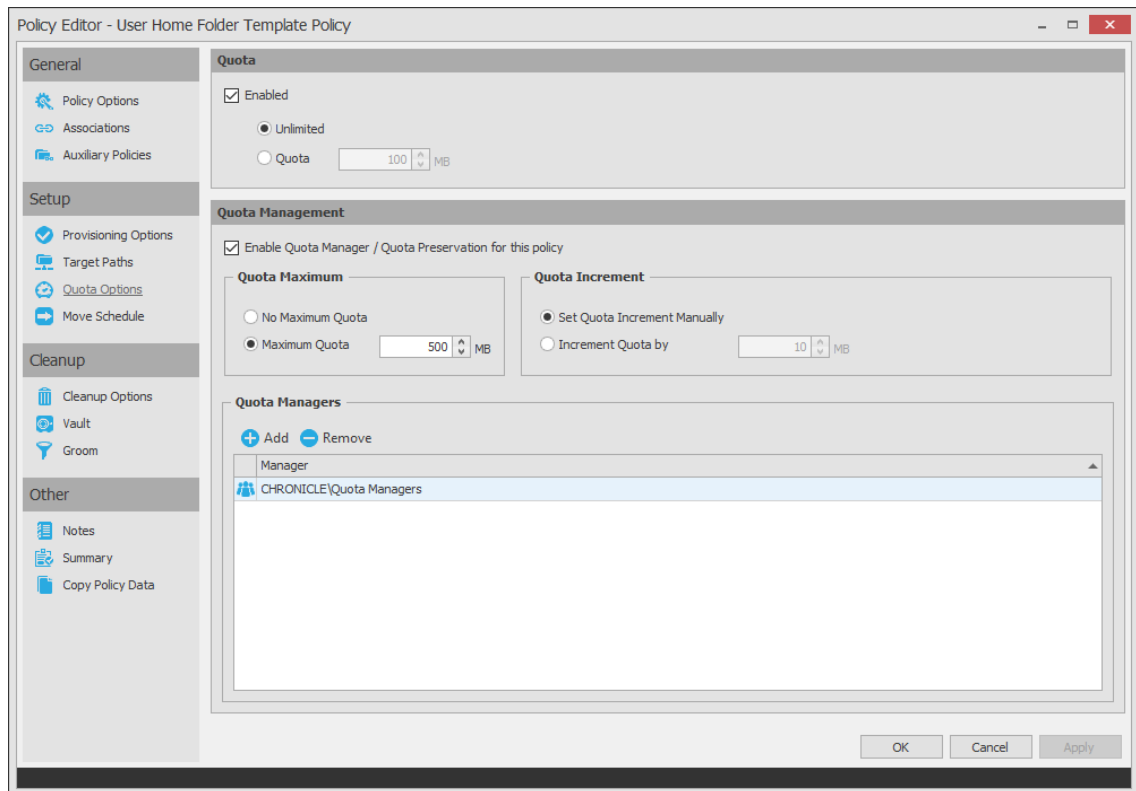 Policy Editor - User Home Folder Template Policy
General
Policy Options
Associations
Auxiliary Policies
Setup
Provisioning Options
Target Paths
Quota Options
Move Schedule
Cleanup
Cleanup Options
Vault
Groom
Other
Notes
Summary
Copy Policy Data
Quota
Enabled
Unlimited
Quota 100 MB
Quota Management
Enable Quota Manager / Quota Preservation for this policy
Quota Maximum
No Maximum Quota
Maximum Quota 500 MB
Quota Increment
Set Quota Increment Manually
Increment Quota by 10 MB
Quota Managers
Add Remove
Manager
CHRONICLE\Quota Managers
OK Cancel Apply